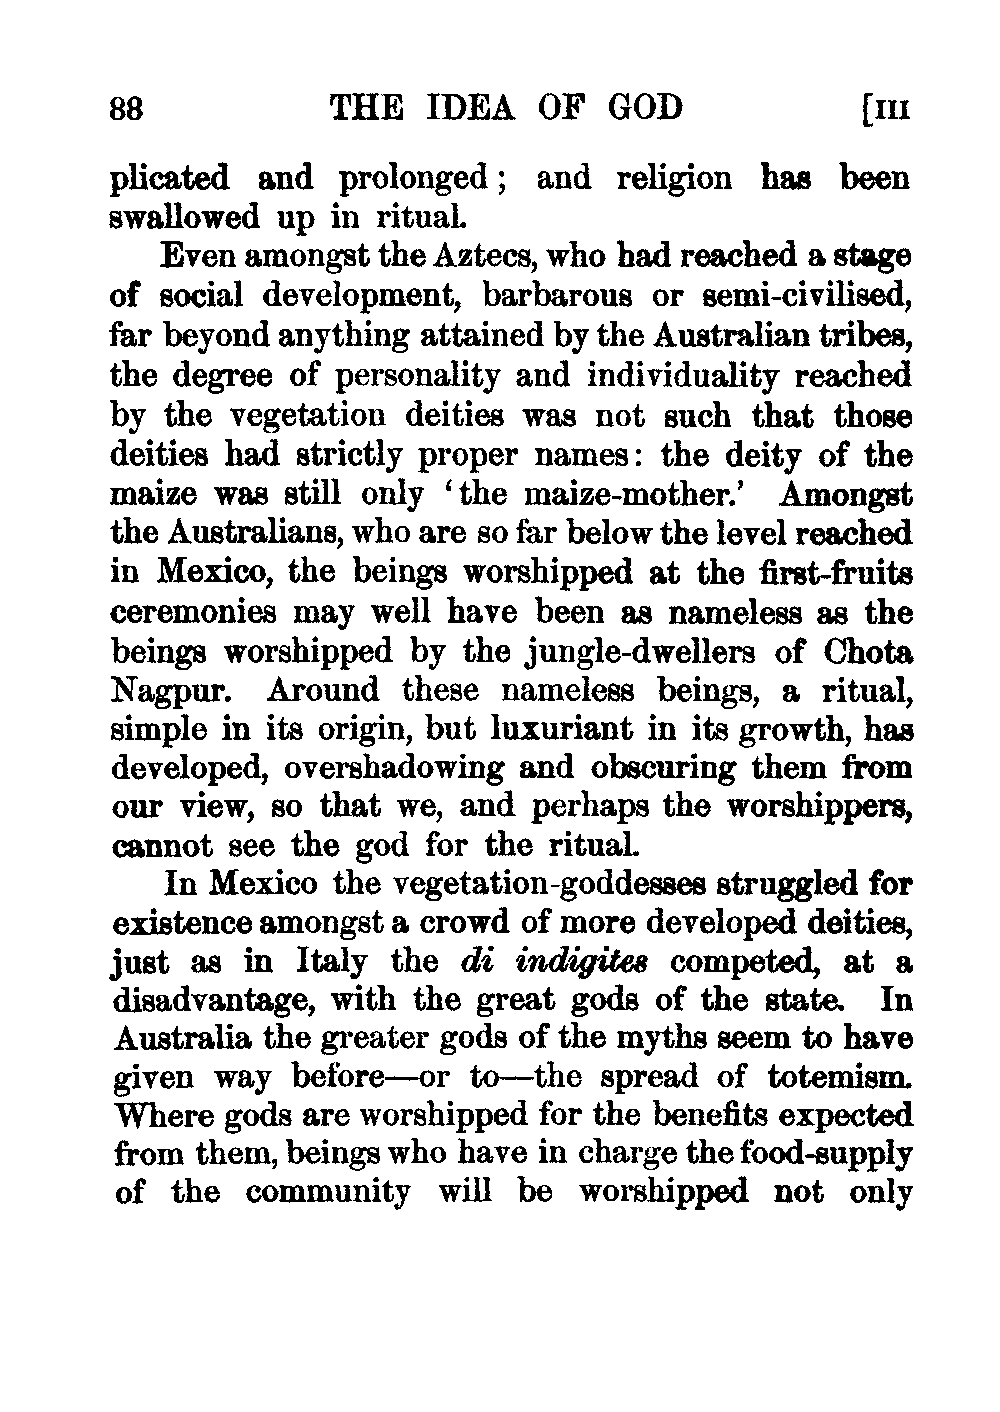 88 THE IDEA OF GOD [III
plicated and prolonged ; and religion has been
swallowed up in ritual.
Even amongst the Aztecs, who had reached a stage
of social development, barbarous or semi-civilised,
far beyond anything attained by the Australian tribes,
the degree of personality and individuality reached
by the vegetation deities was not such that those
deities had strictly proper names: the deity of the
maize was still only ‘the maize-mother.’ Amongst
the Australians, who are so far below the level reached
in Mexico, the beings worshipped at the first-fruits
ceremonies may well have been as nameless as the
beings worshipped by the jungle-dwellers of Chota
Nagpur. Around these nameless beings, a ritual,
simple in its origin, but luxuriant in its growth, has
developed, overshadowing and obscuring them from
our view, so that we, and perhaps the worshippers,
cannot see the god for the ritual.
In Mexico the vegetation-goddesses struggled for
existence amongst a crowd of more developed deities,
just as in Italy the di indigites competed, at a
disadvantage, with the great gods of the state. In
Australia the greater gods of the myths seem to have
given way before—or to—the spread of totemism.
Where gods are worshipped for the benefits expected
from them, beings who have in charge the food-supply
of the community will be worshipped not only